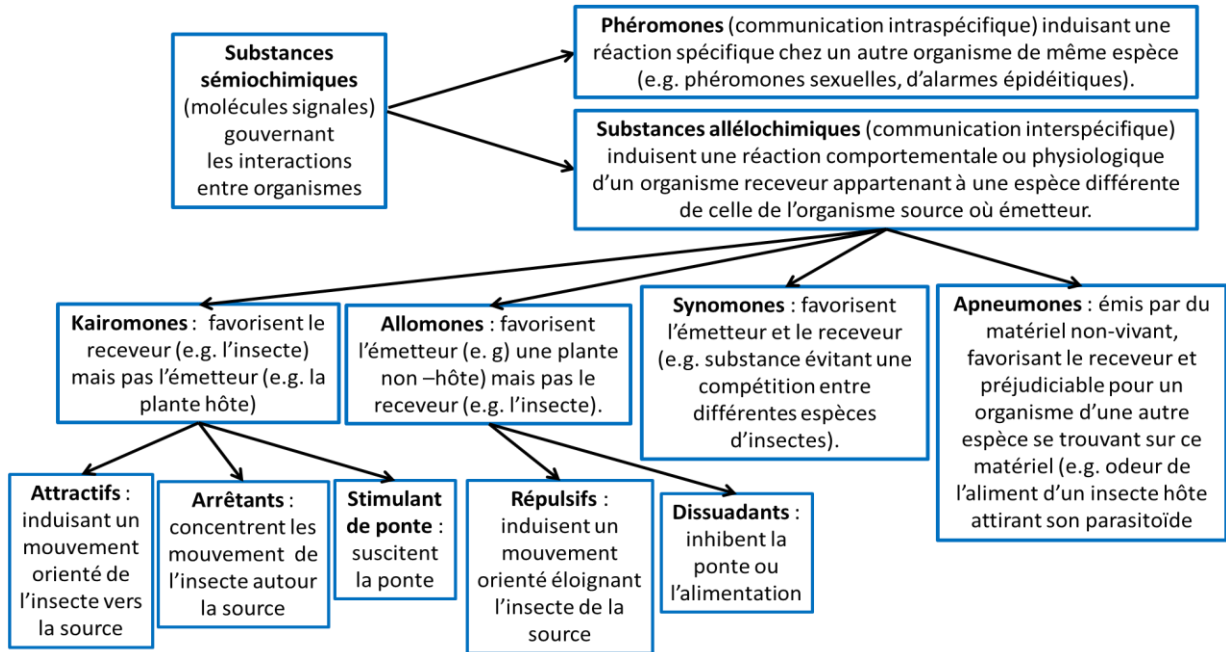 Substances
sémiochimiques
(molécules signales)
gouvernant
les interactions
entre organismes
Phéromones (communication intraspécifique) induisant une
réaction spécifique chez un autre organisme de même espèce
(e.g. phéromones sexuelles, d’alarmes épidéitiques).
Substances allélochimiques (communication interspécifique)
induisent une réaction comportementale ou physiologique
d’un organisme receveur appartenant à une espèce différente
de celle de l’organisme source où émetteur.
Kairomones : favorisent le
receveur (e.g. l’insecte)
mais pas l’émetteur (e.g. la
plante hôte)
Allomones : favorisent
l’émetteur (e. g) une plante
non –hôte) mais pas le
receveur (e.g. l’insecte).
Synomones : favorisent
l’émetteur et le receveur
(e.g. substance évitant une
compétition entre
différentes espèces
d’insectes).
Apneumones : émis par du
matériel non-vivant,
favorisant le receveur et
préjudiciable pour un
organisme d’une autre
espèce se trouvant sur ce
matériel (e.g. odeur de
l’aliment d’un insecte hôte
attirant son parasitoïde
Attractifs :
induisant un
mouvement
orienté de
l’insecte vers
la source
Arrêtants :
concentrent les
mouvement de
l’insecte autour
la source
Stimulant
de ponte :
suscitent
la ponte
Répulsifs :
induisent un
mouvement
orienté éloignant
l’insecte de la
source
Dissuadants :
inhibent la
ponte ou
l’alimentation